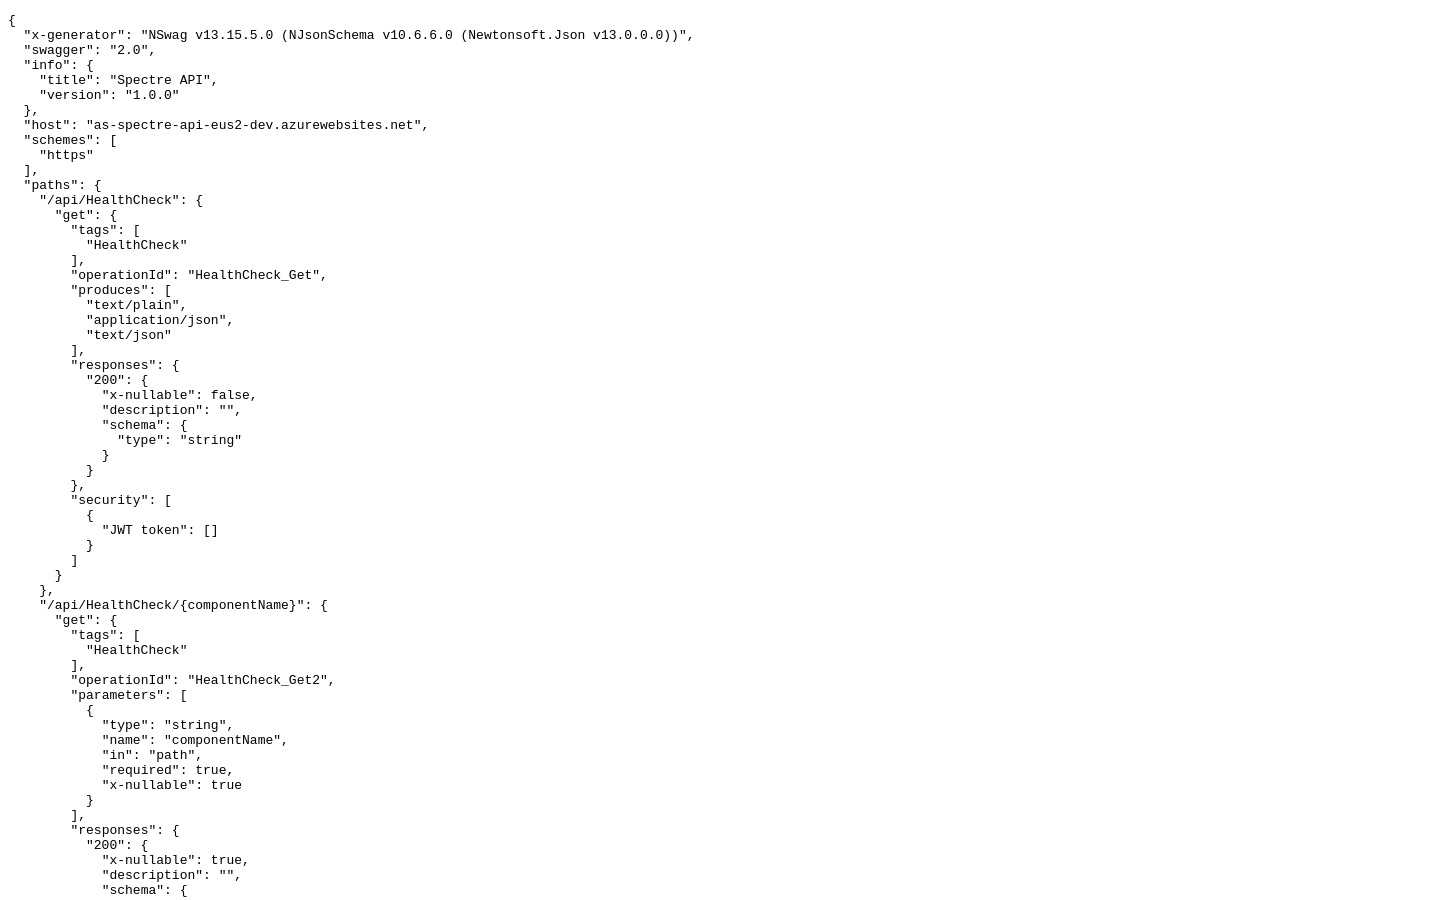 {
  "x-generator": "NSwag v13.15.5.0 (NJsonSchema v10.6.6.0 (Newtonsoft.Json v13.0.0.0))",
  "swagger": "2.0",
  "info": {
    "title": "Spectre API",
    "version": "1.0.0"
  },
  "host": "as-spectre-api-eus2-dev.azurewebsites.net",
  "schemes": [
    "https"
  ],
  "paths": {
    "/api/HealthCheck": {
      "get": {
        "tags": [
          "HealthCheck"
        ],
        "operationId": "HealthCheck_Get",
        "produces": [
          "text/plain",
          "application/json",
          "text/json"
        ],
        "responses": {
          "200": {
            "x-nullable": false,
            "description": "",
            "schema": {
              "type": "string"
            }
          }
        },
        "security": [
          {
            "JWT token": []
          }
        ]
      }
    },
    "/api/HealthCheck/{componentName}": {
      "get": {
        "tags": [
          "HealthCheck"
        ],
        "operationId": "HealthCheck_Get2",
        "parameters": [
          {
            "type": "string",
            "name": "componentName",
            "in": "path",
            "required": true,
            "x-nullable": true
          }
        ],
        "responses": {
          "200": {
            "x-nullable": true,
            "description": "",
            "schema": {